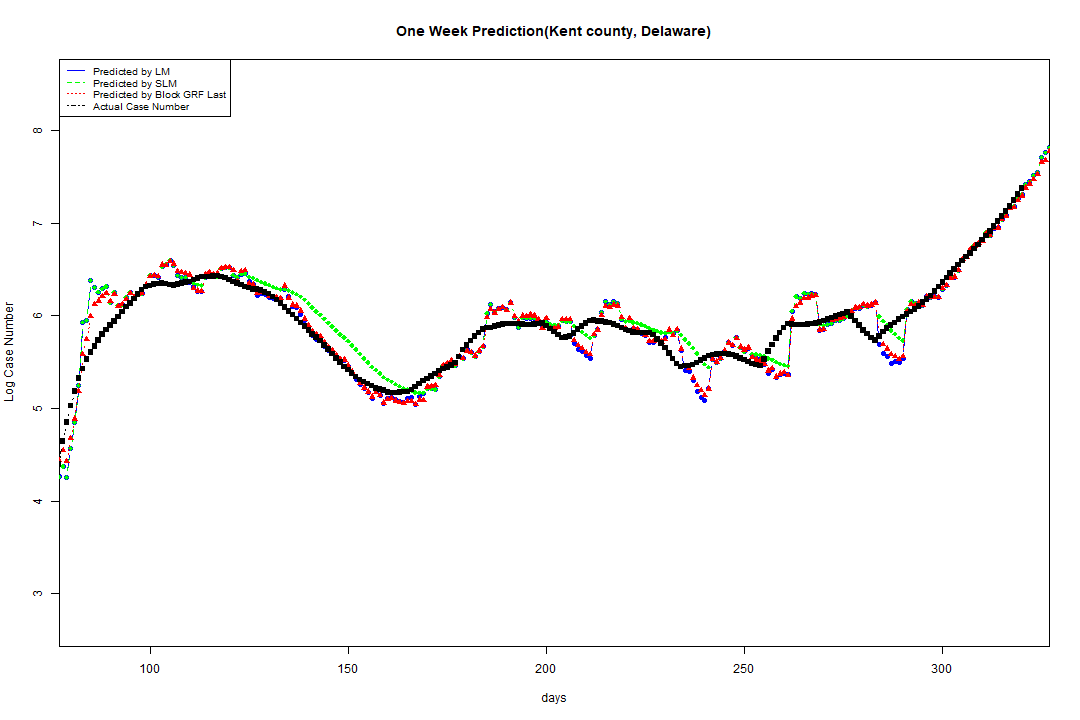 One Week Prediction(Kent county, Delaware)
Predicted by LM
Predicted by SLM
Predicted by Block GRF Last
Actual Case Number
8
7
6
5
4
3
Log Case Number
100 150 200 250 300
days